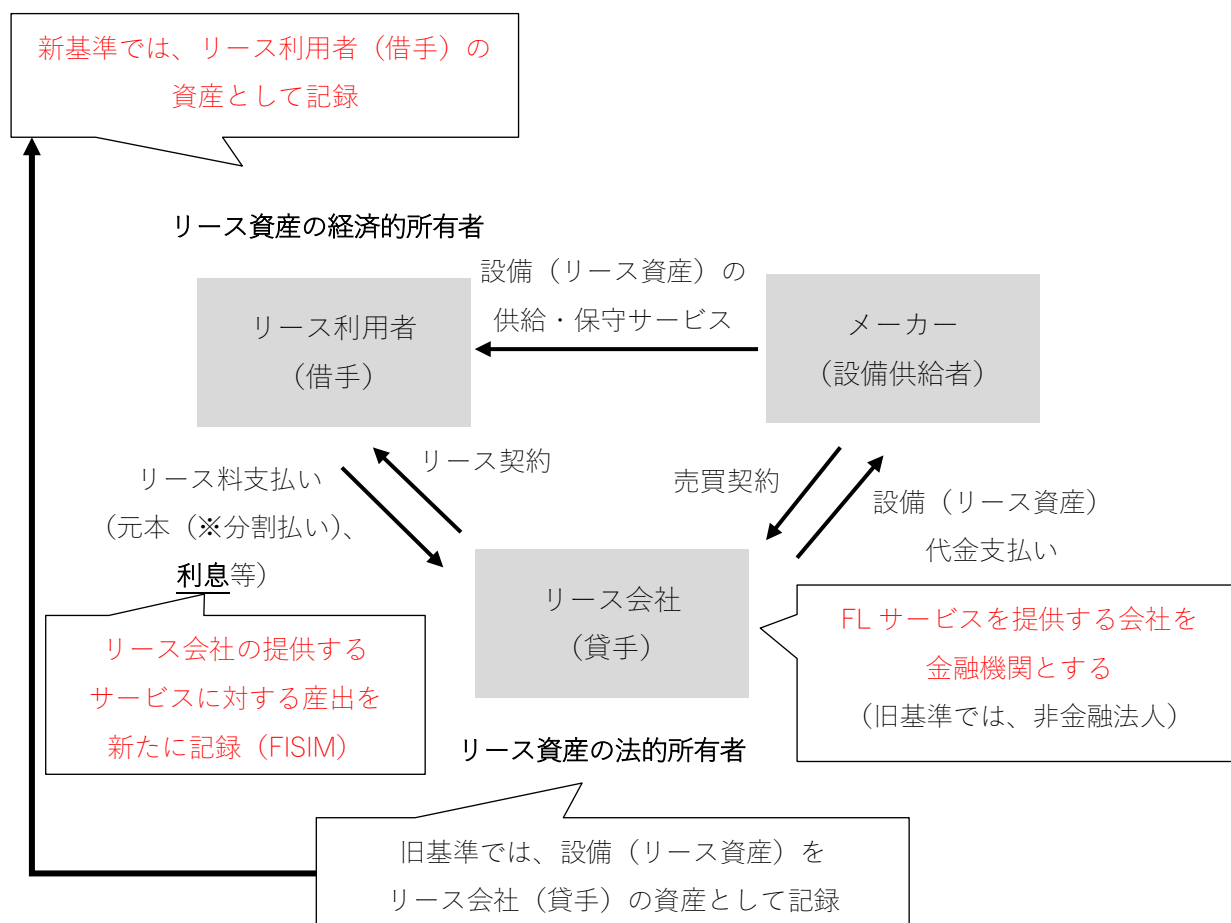 新基準では、リース利用者（借手）の
資産として記録
リース資産の経済的所有者
設備（リース資産）の
供給・保守サービス
リース利用者
（借手）
メーカー
（設備供給者）
リース料支払い
（元本（※分割払い）、
利息等）
リース契約
売買契約
設備（リース資産）
代金支払い
リース会社
（貸手）
リース会社の提供する
サービスに対する産出を
新たに記録（FISIM）
FL サービスを提供する会社を
金融機関とする
（旧基準では、非金融法人）
リース資産の法的所有者
旧基準では、設備（リース資産）を
リース会社（貸手）の資産として記録